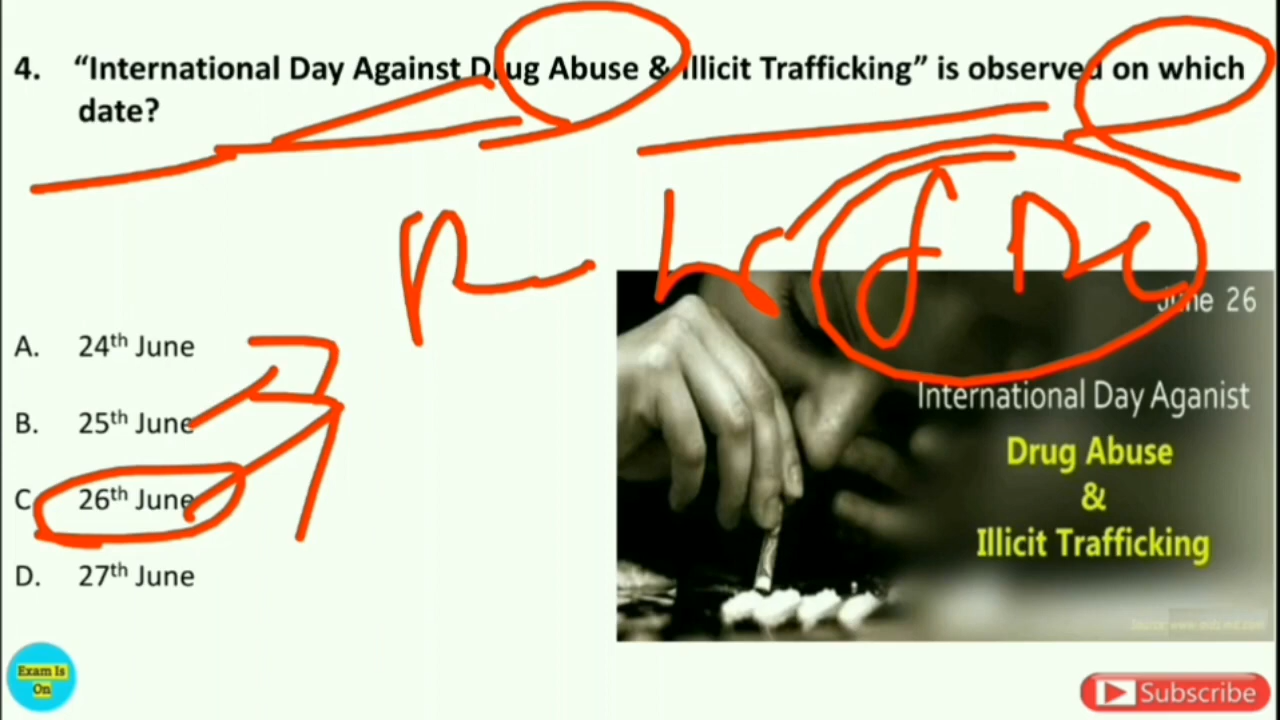 4. “International Day Against Drug Abuse & Illicit Trafficking” is observed on which
date?
A. 24th June
B. 25th June
C 26th June
D. 27th June
June 26
International Day Aganist
Drug Abuse
&
Illicit Trafficking
Exam Is
On
Subscribe